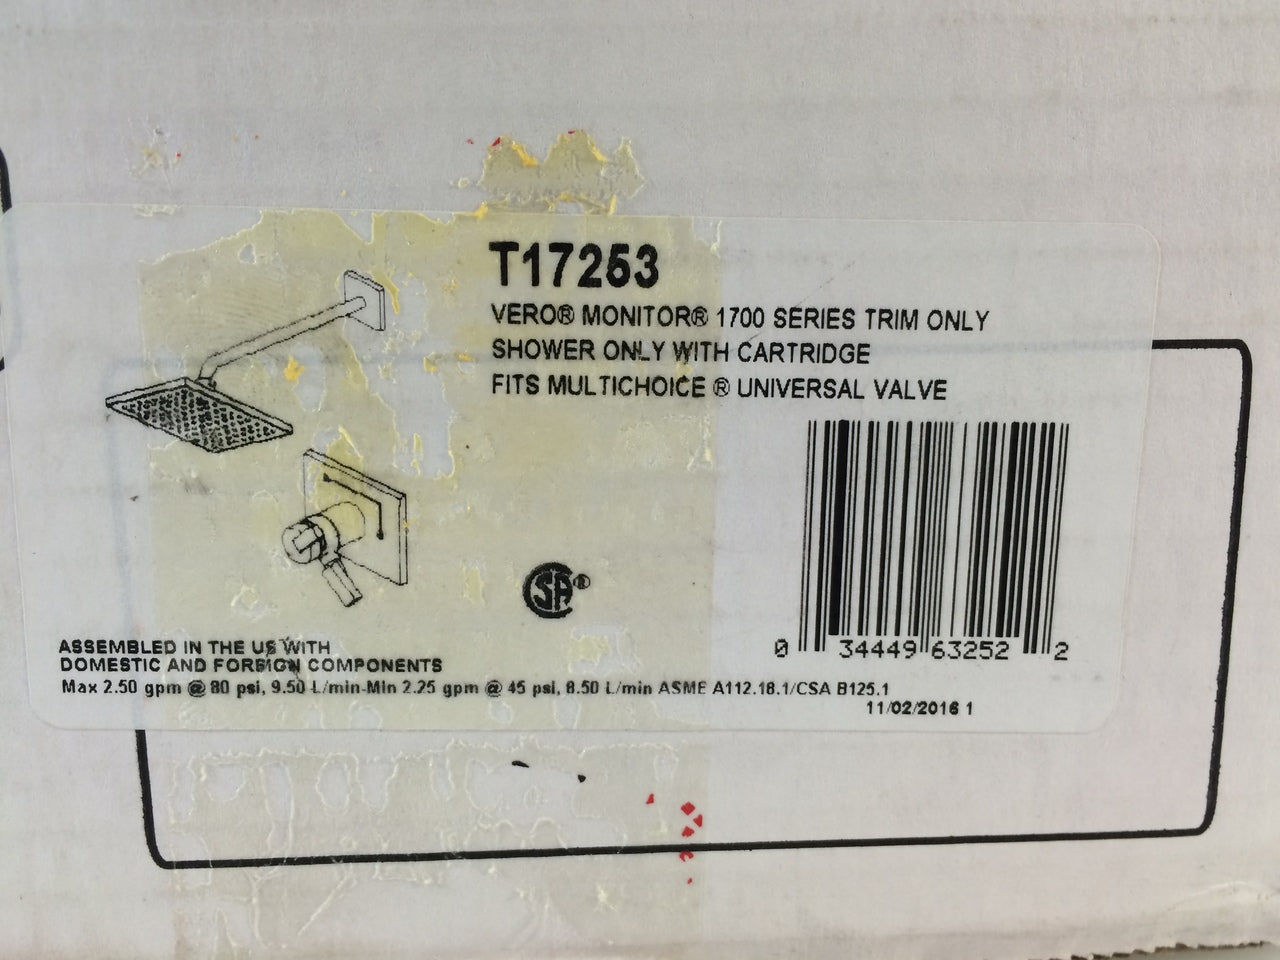 T17253
VERO® MONITOR® 1700 SERIES TRIM ONLY
SHOWER ONLY WITH CARTRIDGE
FITS MULTICHOICE ® UNIVERSAL VALVE
SA®
0 34449 63252 2
ASSEMBLED IN THE US WITH
DOMESTIC AND FOREIGN COMPONENTS
Max 2.50 gpm @ 80 psi, 9.50 L/min-Min 2.25 gpm @ 45 psi, 8.50 L/min ASME A112.18.1/CSA B125.1
11/02/2016 1